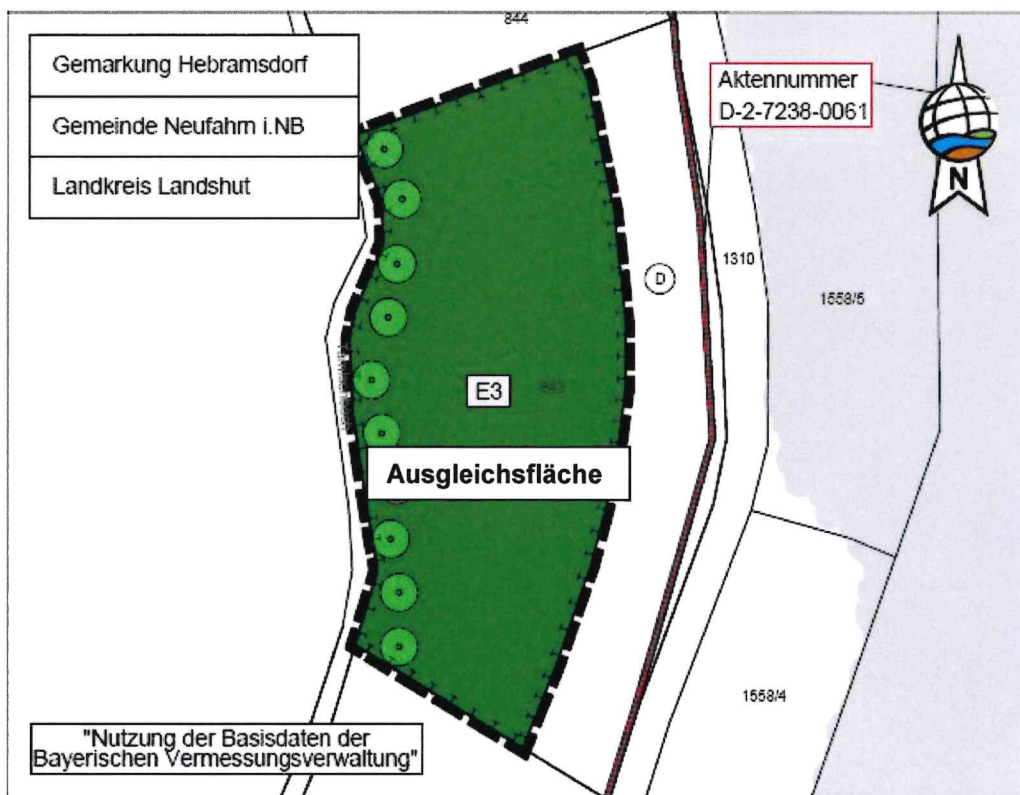 844
Gemarkung Hebramsdorf
Gemeinde Neufahrn i.NB
Landkreis Landshut
Aktennummer
D-2-7238-0061
N
1310
D
1558/5
E3
843
Ausgleichsfläche
1558/4
"Nutzung der Basisdaten der
Bayerischen Vermessungsverwaltung"